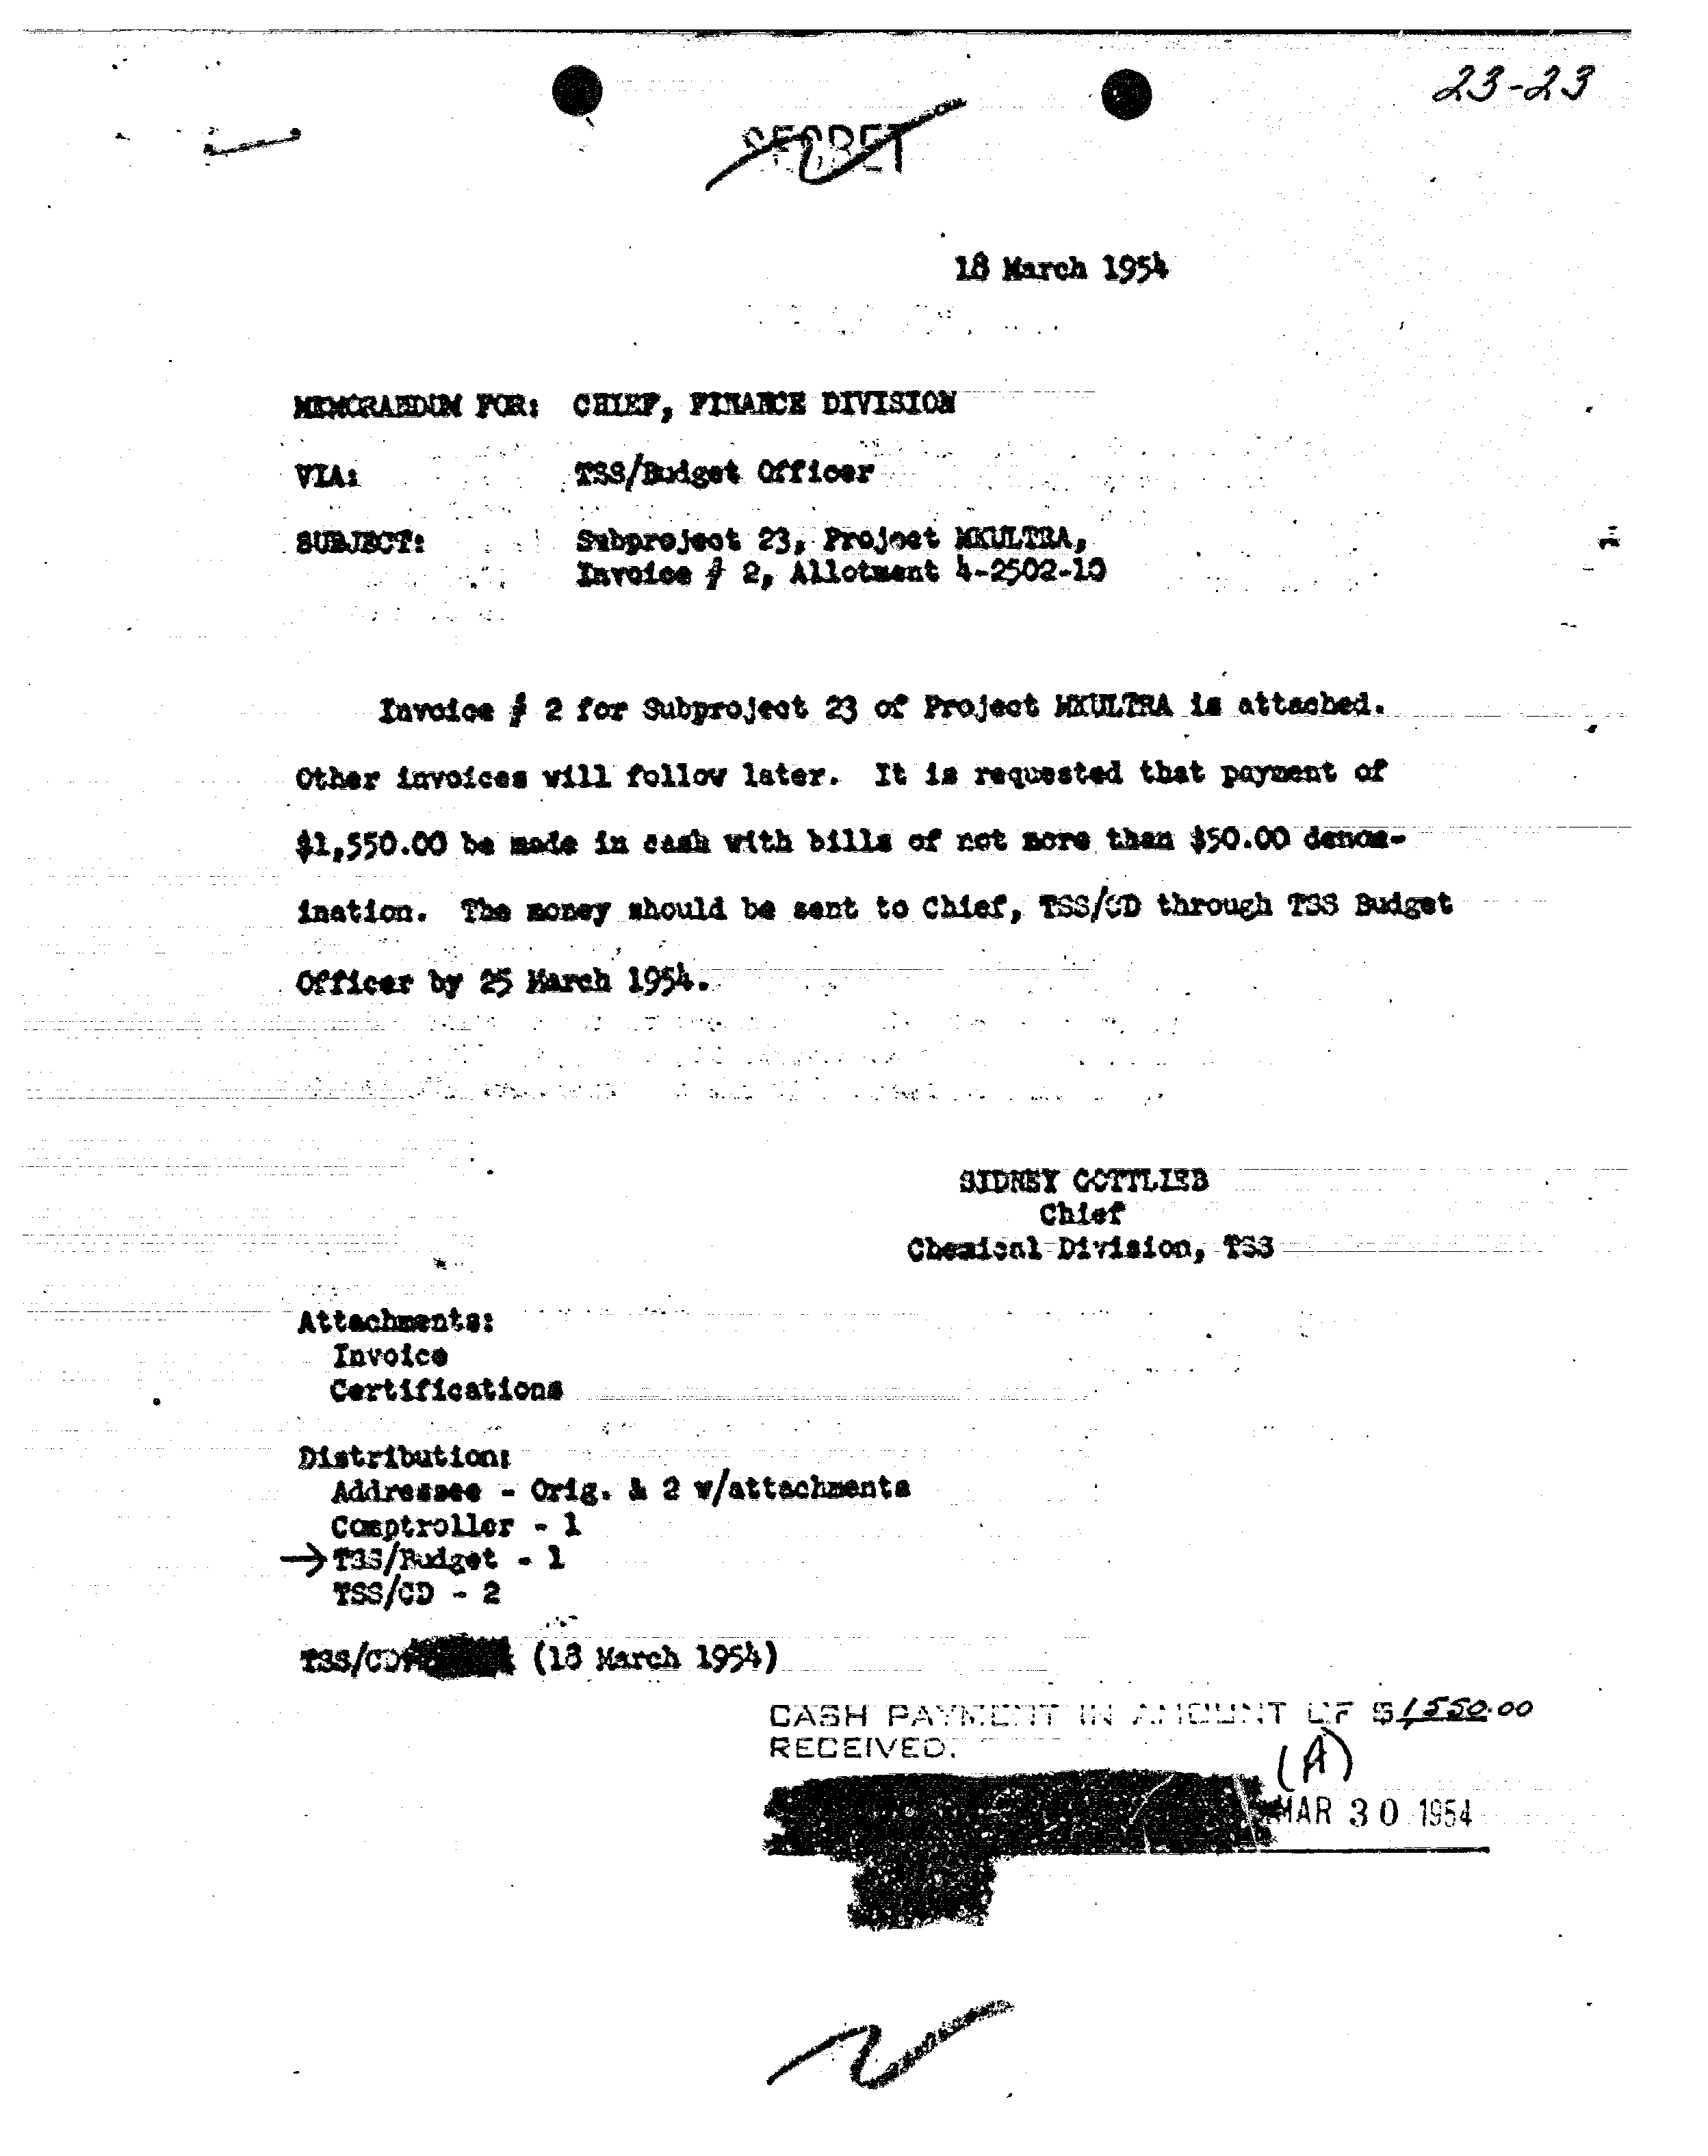 23-23
SECRET
18 March 1954
MEMORANDUM FOR: CHIEF, FINANCE DIVISION
VIA: TSS/Budget Officer
SUBJECT: Subproject 23, Project MKULTRA,
Invoice # 2, Allotment 4-2502-10
Invoice # 2 for Subproject 23 of Project MKULTRA is attached.
Other invoices will follow later. It is requested that payment of
$1,550.00 be made in cash with bills of not more than $50.00 denom-
ination. The money should be sent to Chief, TSS/CD through TSS Budget
Officer by 25 March 1954.
SIDNEY GOTTLIEB
Chief
Chemical Division, TSS
Attachments:
Invoice
Certifications
Distribution:
Addressee - Orig. & 2 w/attachments
Comptroller - 1
→ TSS/Budget - 1
TSS/CD - 2
TSS/CD: (18 March 1954)
CASH PAYMENT IN AMOUNT OF $1,550.00
RECEIVED.
(A)
MAR 30 1954